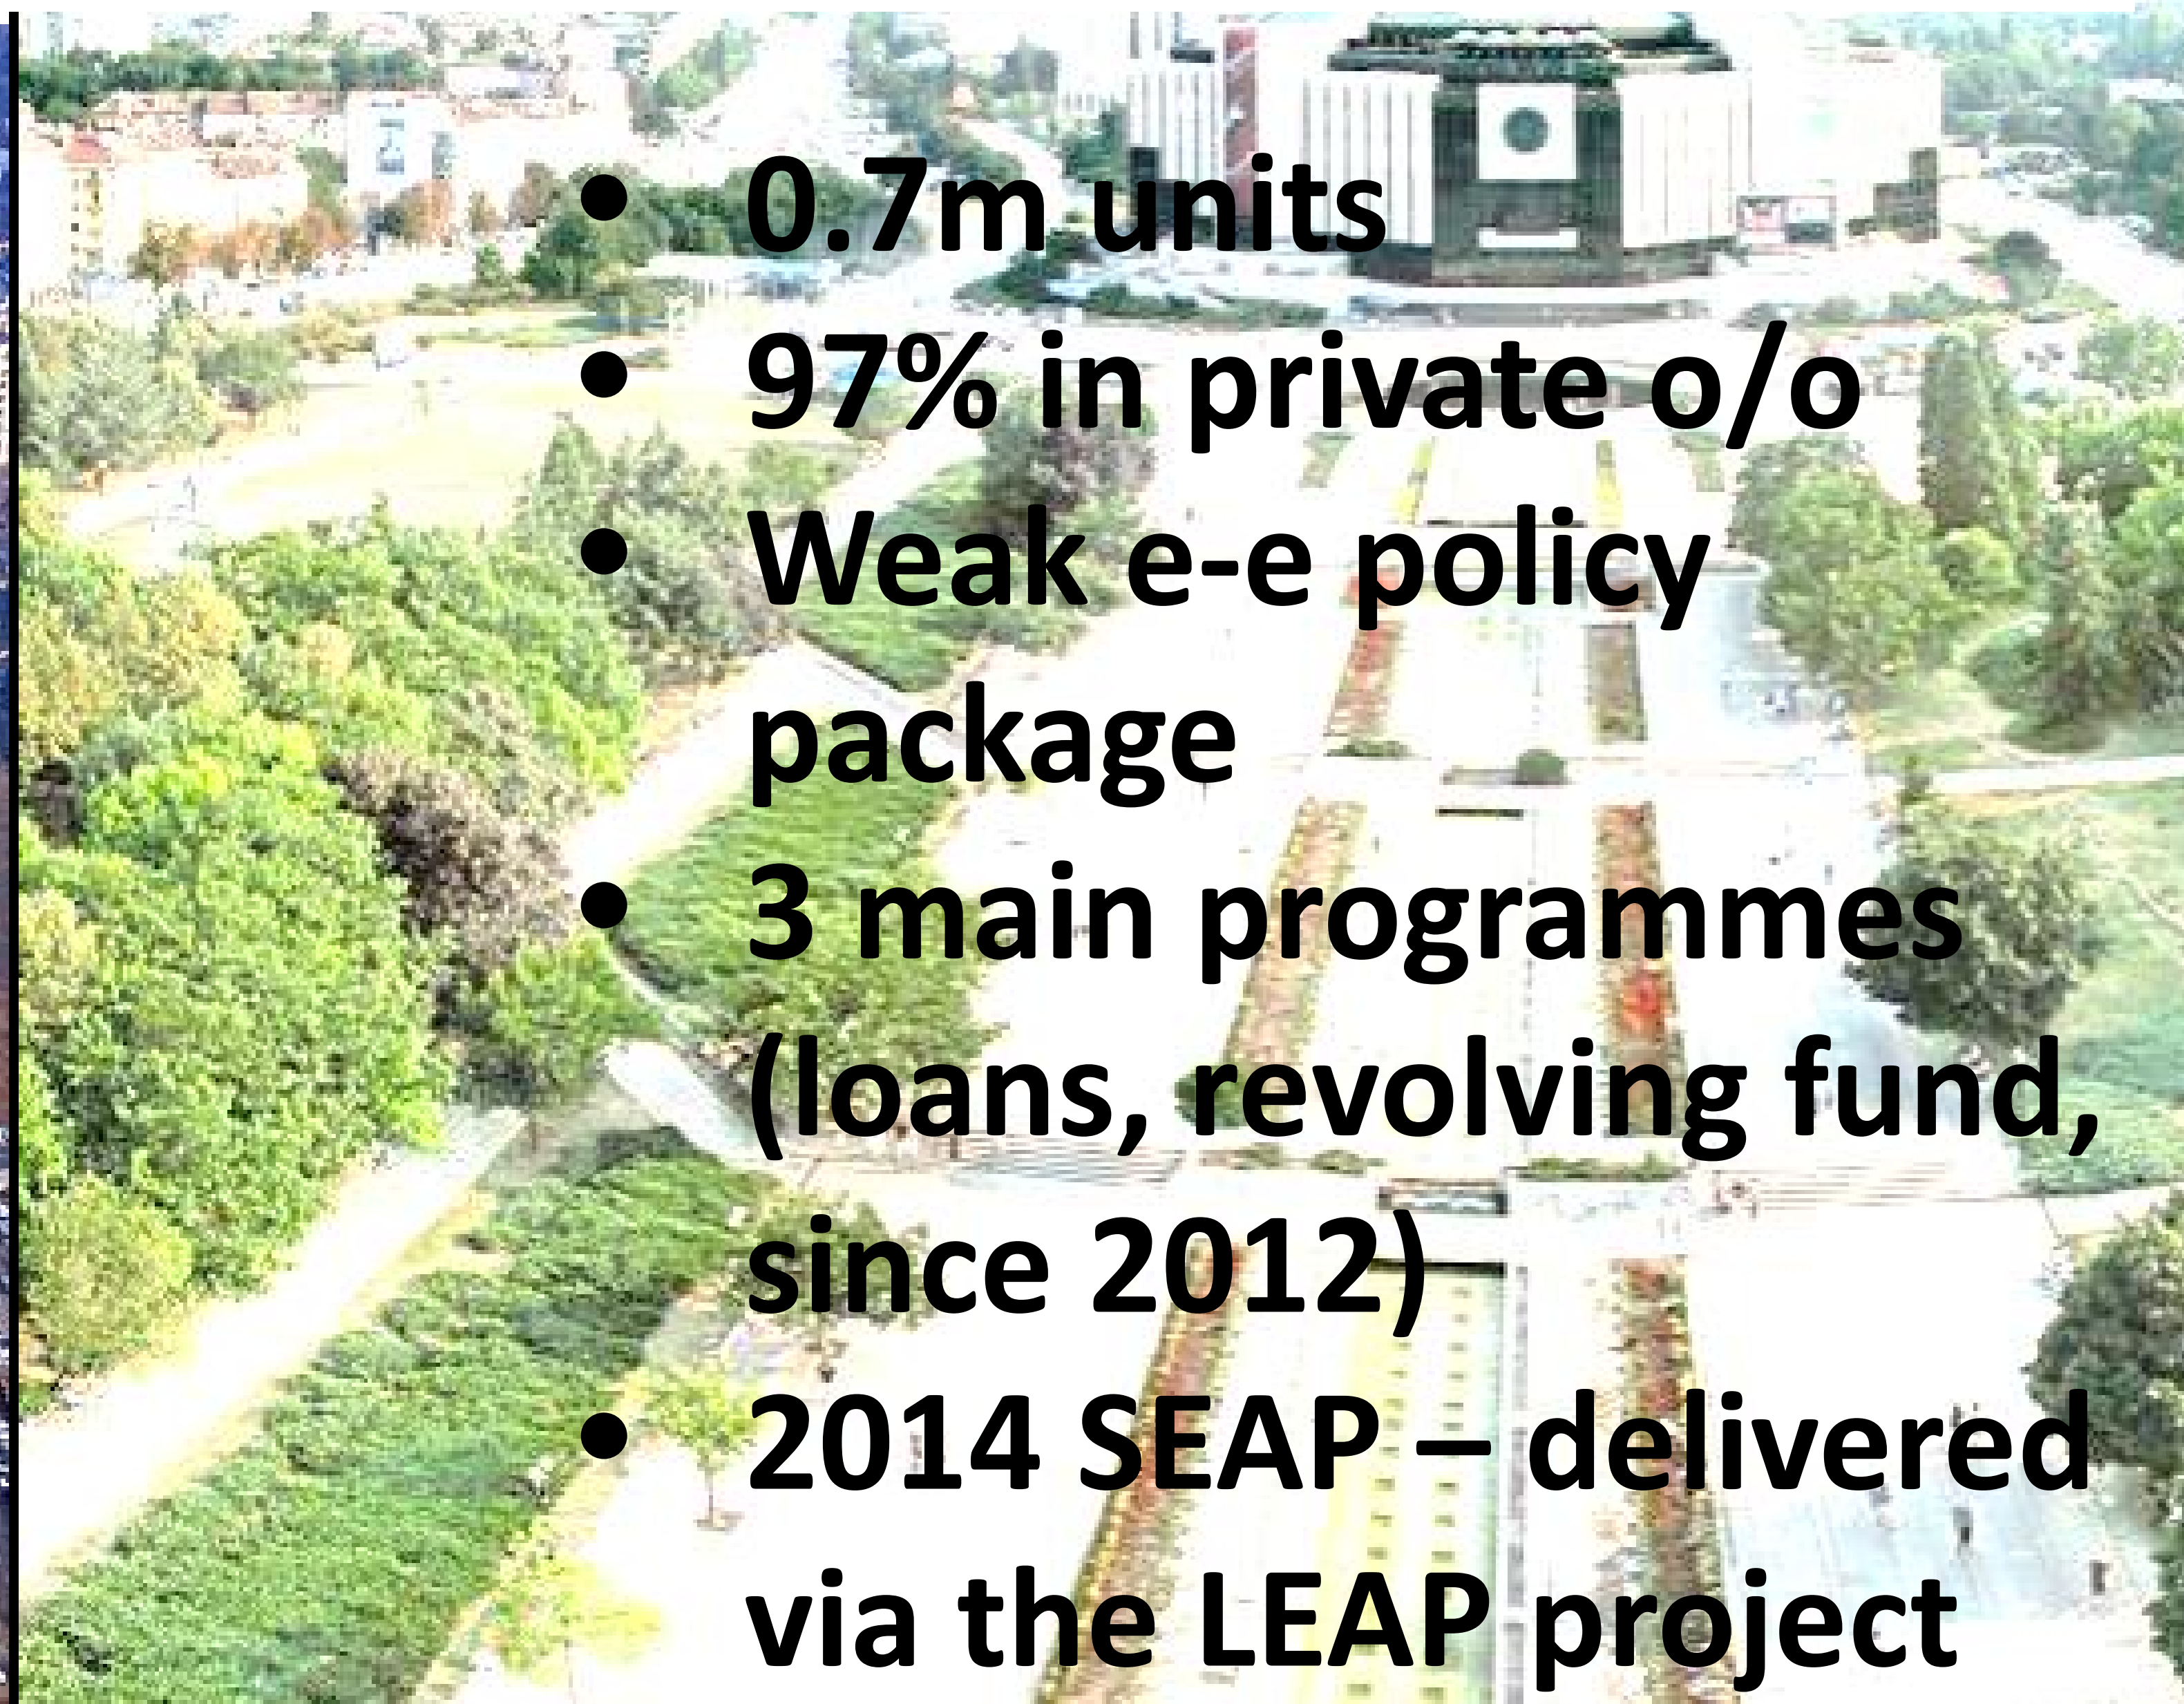 • 0.7m units
• 97% in private o/o
• Weak e-e policy
package
• 3 main programmes
(loans, revolving fund,
since 2012)
• 2014 SEAP – delivered
via the LEAP project